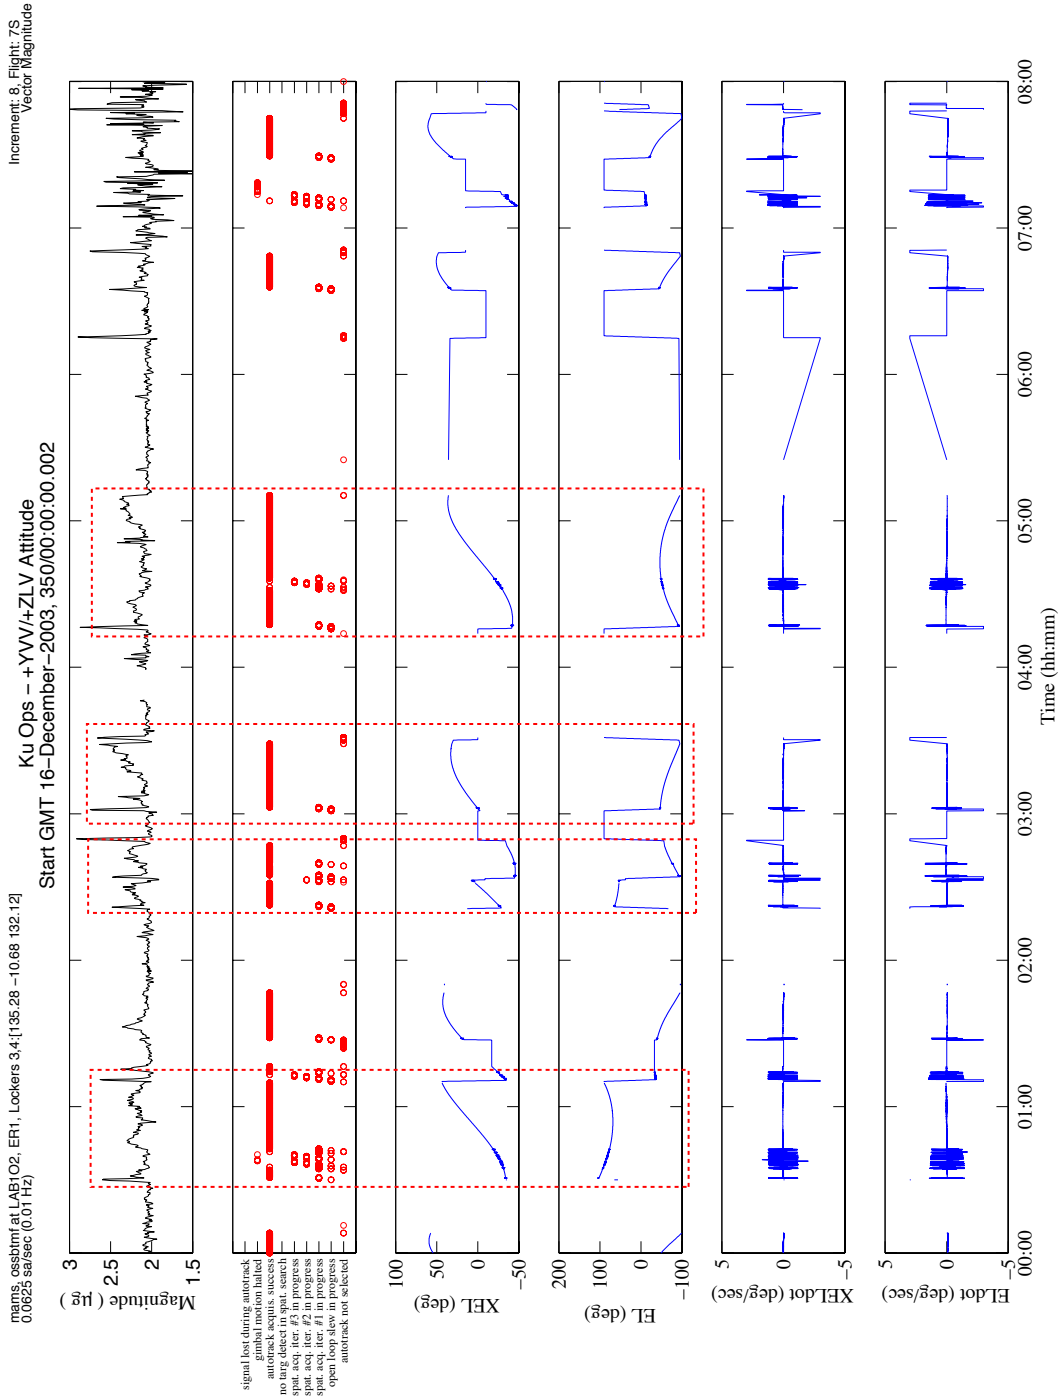 mams, ossbtmf at LAB1O2, ER1, Lockers 3,4:[135.28 −10.68 132.12]
0.0625 sa/sec (0.01 Hz)
Increment: 8, Flight: 7S
Vector Magnitude
Ku Ops − +YVV/+ZLV Attitude
Start GMT 16−December−2003, 350/00:00:00.002
3
2.5
2
1.5
Magnitude ( μg )
signal lost during autotrack
gimbal motion halted
autotrack acquis. success
no targ detect in spat. search
spat. acq. iter. #3 in progress
spat. acq. iter. #2 in progress
spat. acq. iter. #1 in progress
open loop slew in progress
autotrack not selected
100
50
0
−50
XEL (deg)
200
100
0
−100
EL (deg)
5
0
−5
XELdot (deg/sec)
5
0
−5
ELdot (deg/sec)
00:00
01:00
02:00
03:00
04:00
05:00
06:00
07:00
08:00
Time (hh:mm)